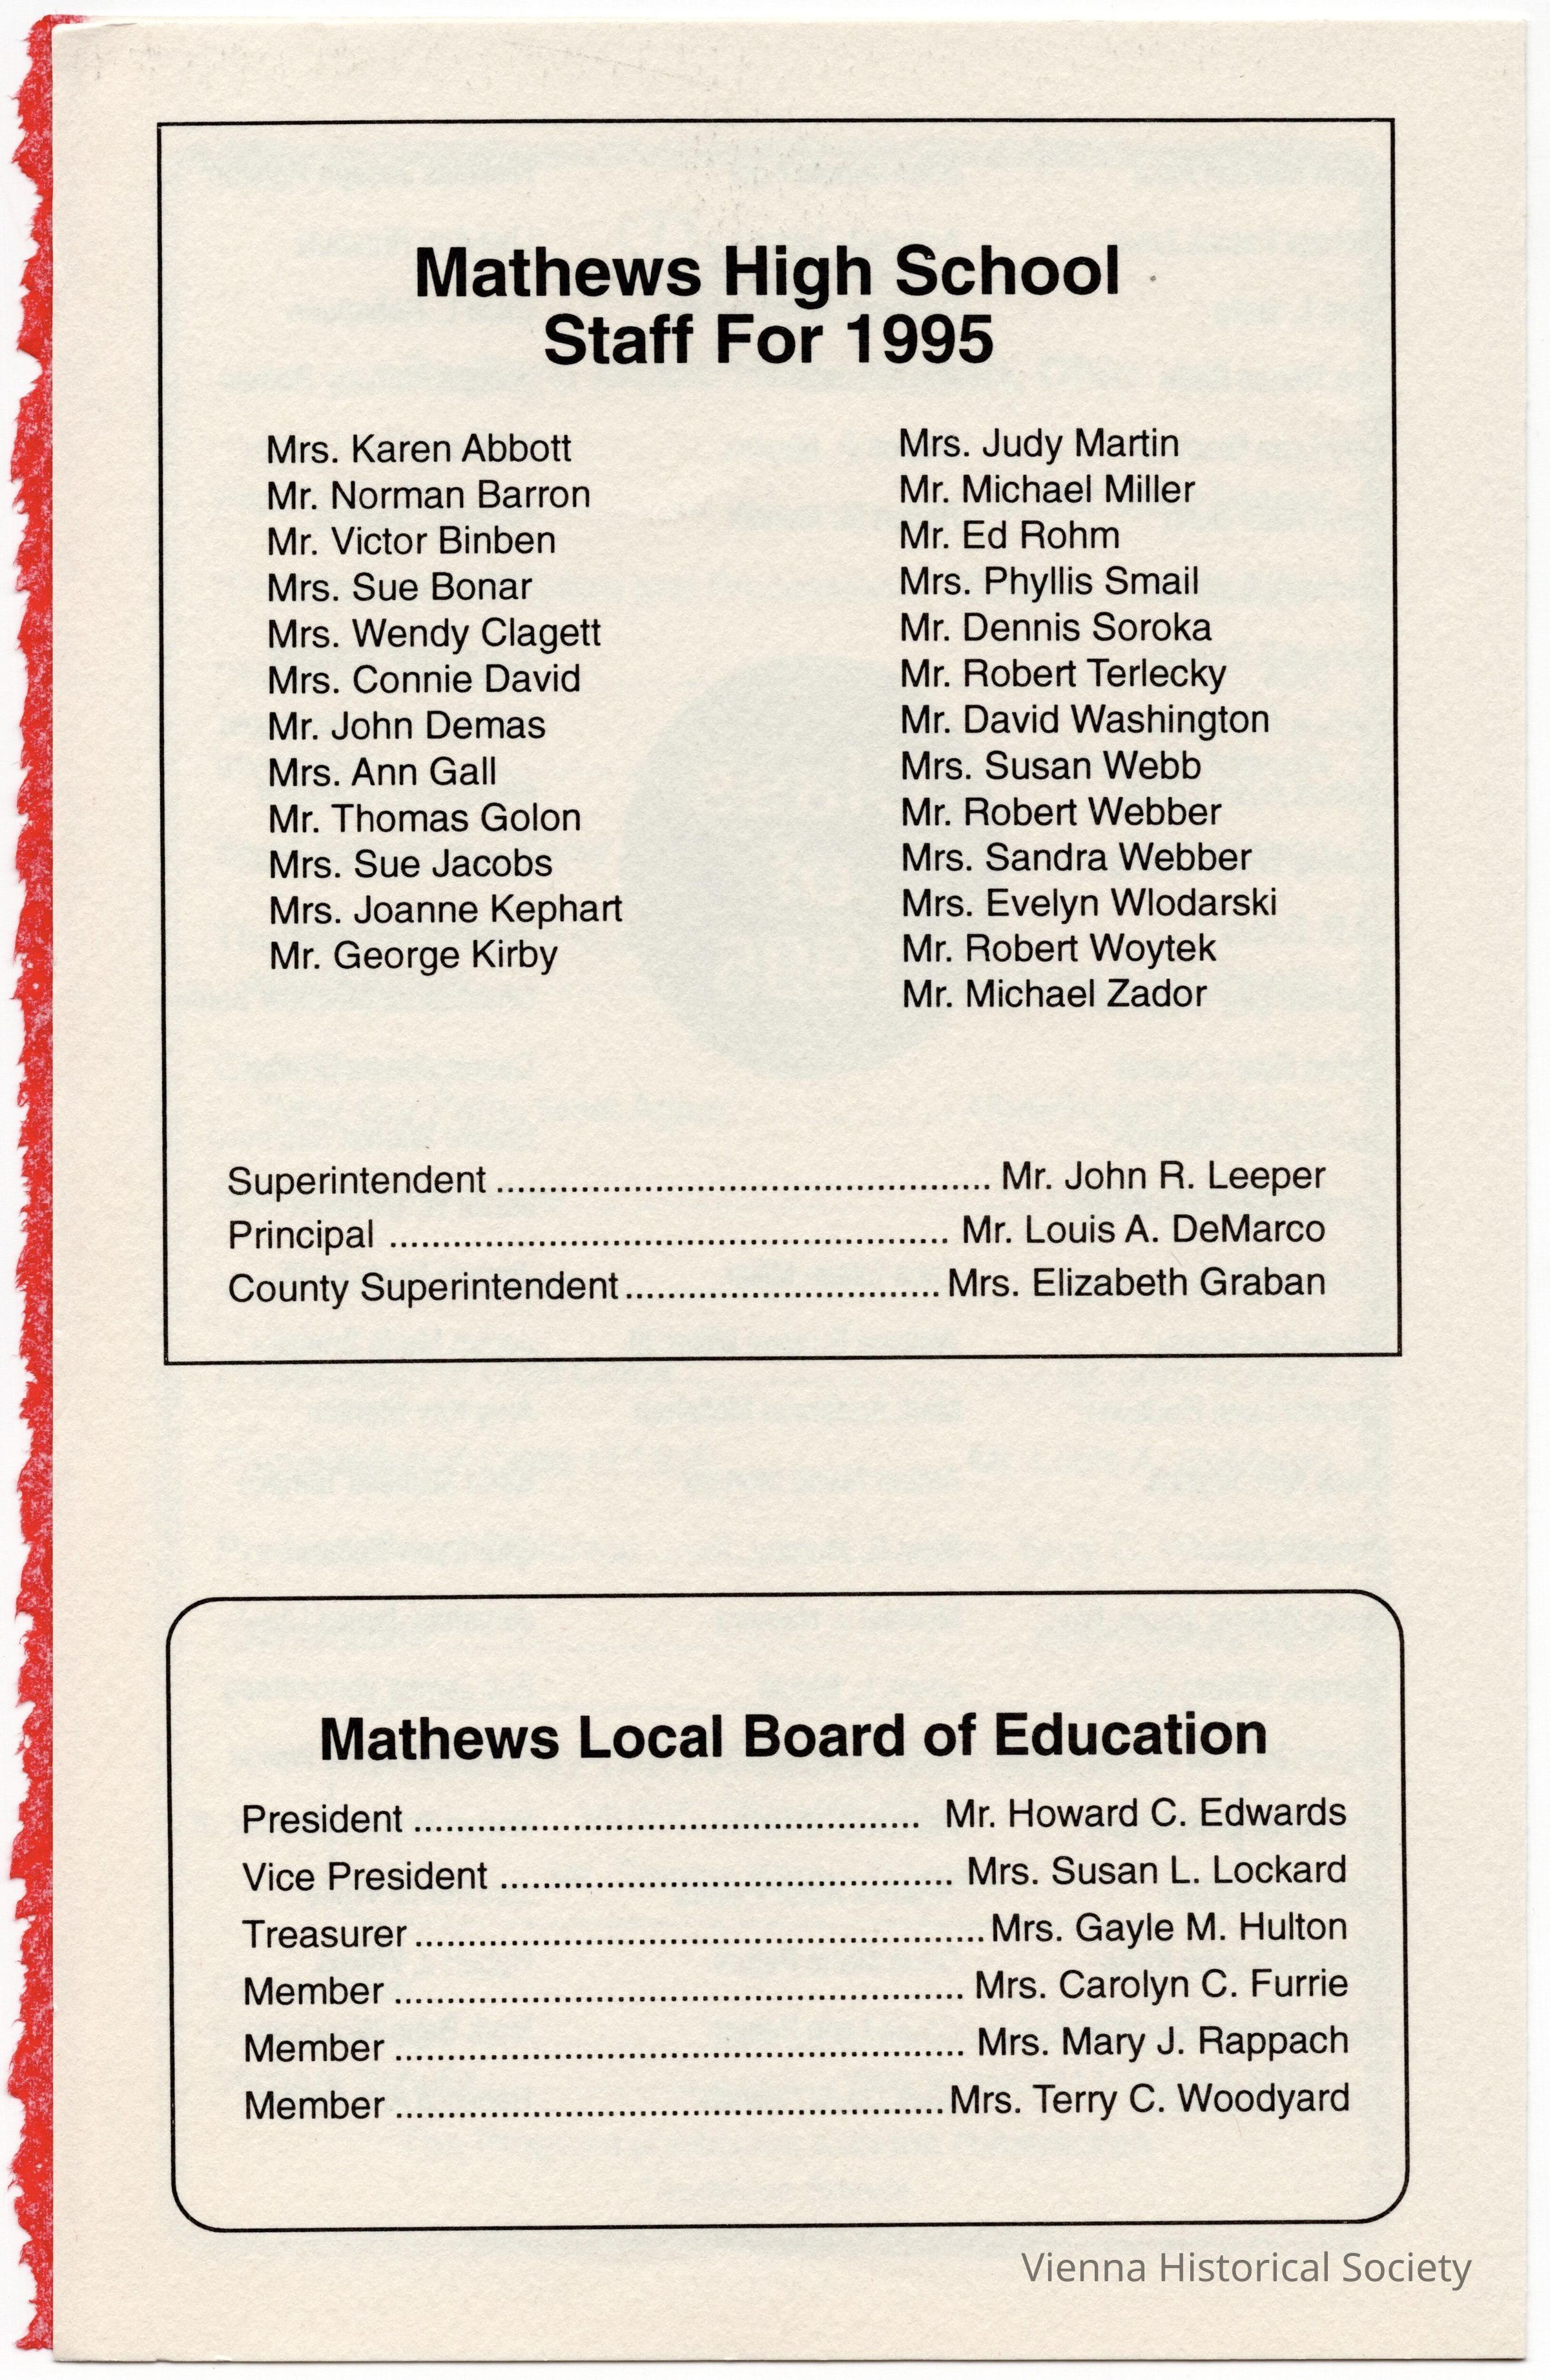 Mathews High School
Staff For 1995
Mrs. Karen Abbott
Mr. Norman Barron
Mr. Victor Binben
Mrs. Sue Bonar
Mrs. Wendy Clagett
Mrs. Connie David
Mr. John Demas
Mrs. Ann Gall
Mr. Thomas Golon
Mrs. Sue Jacobs
Mrs. Joanne Kephart
Mr. George Kirby
Mrs. Judy Martin
Mr. Michael Miller
Mr. Ed Rohm
Mrs. Phyllis Smail
Mr. Dennis Soroka
Mr. Robert Terlecky
Mr. David Washington
Mrs. Susan Webb
Mr. Robert Webber
Mrs. Sandra Webber
Mrs. Evelyn Wlodarski
Mr. Robert Woytek
Mr. Michael Zador
Superintendent ................................................ Mr. John R. Leeper
Principal ...................................................... Mr. Louis A. DeMarco
County Superintendent .............................. Mrs. Elizabeth Graban
Mathews Local Board of Education
President ................................................ Mr. Howard C. Edwards
Vice President ........................................... Mrs. Susan L. Lockard
Treasurer ...................................................... Mrs. Gayle M. Hulton
Member ...................................................... Mrs. Carolyn C. Furrie
Member ...................................................... Mrs. Mary J. Rappach
Member .................................................... Mrs. Terry C. Woodyard
Vienna Historical Society